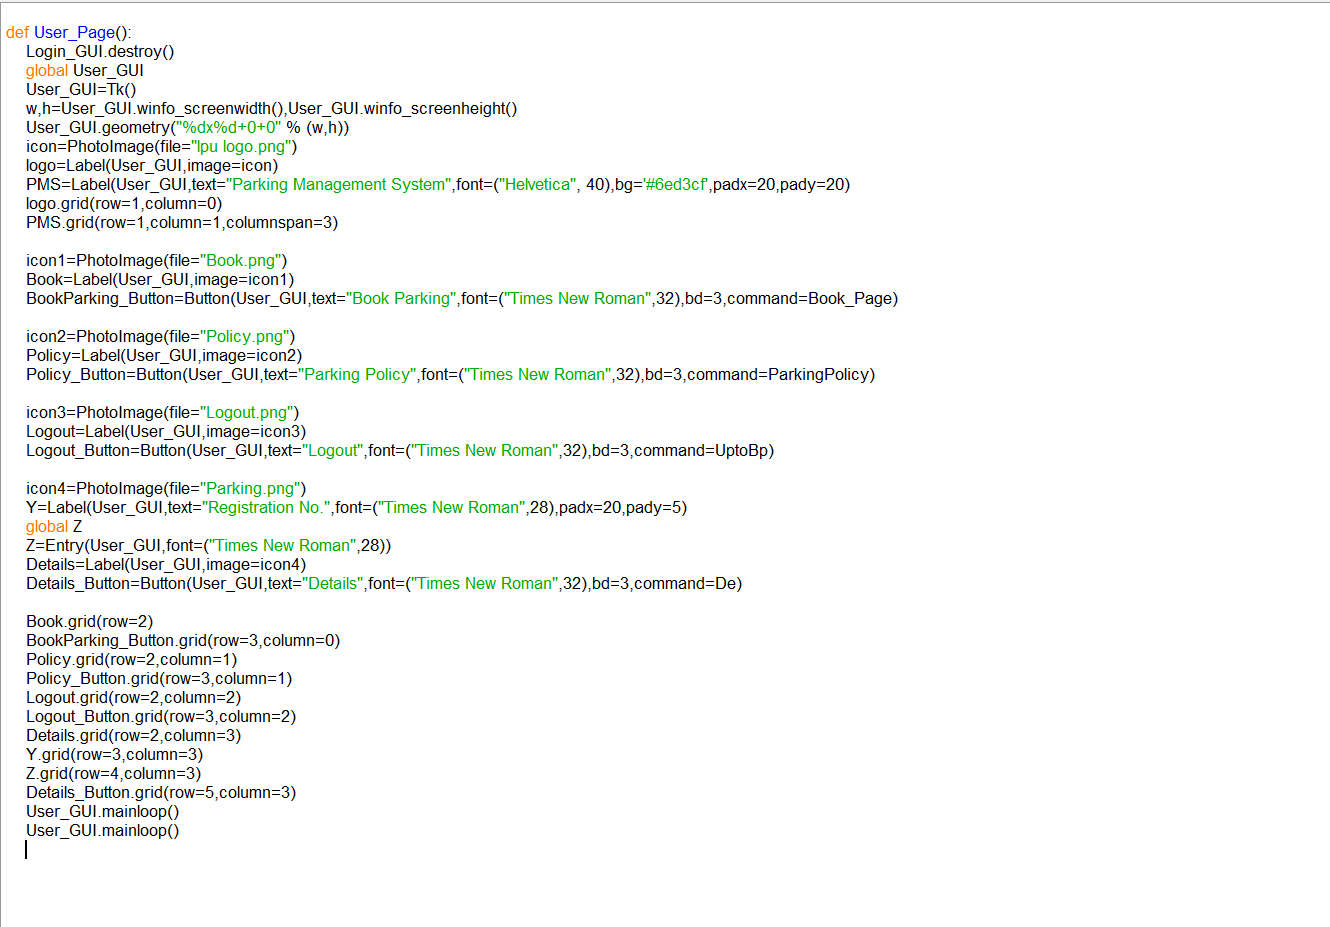 def User_Page():
    Login_GUI.destroy()
    global User_GUI
    User_GUI=Tk()
    w,h=User_GUI.winfo_screenwidth(),User_GUI.winfo_screenheight()
    User_GUI.geometry("%dx%d+0+0" % (w,h))
    icon=PhotoImage(file="lpu logo.png")
    logo=Label(User_GUI,image=icon)
    PMS=Label(User_GUI,text="Parking Management System",font=("Helvetica", 40),bg='#6ed3cf',padx=20,pady=20)
    logo.grid(row=1,column=0)
    PMS.grid(row=1,column=1,columnspan=3)

    icon1=PhotoImage(file="Book.png")
    Book=Label(User_GUI,image=icon1)
    BookParking_Button=Button(User_GUI,text="Book Parking",font=("Times New Roman",32),bd=3,command=Book_Page)

    icon2=PhotoImage(file="Policy.png")
    Policy=Label(User_GUI,image=icon2)
    Policy_Button=Button(User_GUI,text="Parking Policy",font=("Times New Roman",32),bd=3,command=ParkingPolicy)

    icon3=PhotoImage(file="Logout.png")
    Logout=Label(User_GUI,image=icon3)
    Logout_Button=Button(User_GUI,text="Logout",font=("Times New Roman",32),bd=3,command=UptoBp)

    icon4=PhotoImage(file="Parking.png")
    Y=Label(User_GUI,text="Registration No.",font=("Times New Roman",28),padx=20,pady=5)
    global Z
    Z=Entry(User_GUI,font=("Times New Roman",28))
    Details=Label(User_GUI,image=icon4)
    Details_Button=Button(User_GUI,text="Details",font=("Times New Roman",32),bd=3,command=De)

    Book.grid(row=2)
    BookParking_Button.grid(row=3,column=0)
    Policy.grid(row=2,column=1)
    Policy_Button.grid(row=3,column=1)
    Logout.grid(row=2,column=2)
    Logout_Button.grid(row=3,column=2)
    Details.grid(row=2,column=3)
    Y.grid(row=3,column=3)
    Z.grid(row=4,column=3)
    Details_Button.grid(row=5,column=3)
    User_GUI.mainloop()
    User_GUI.mainloop()